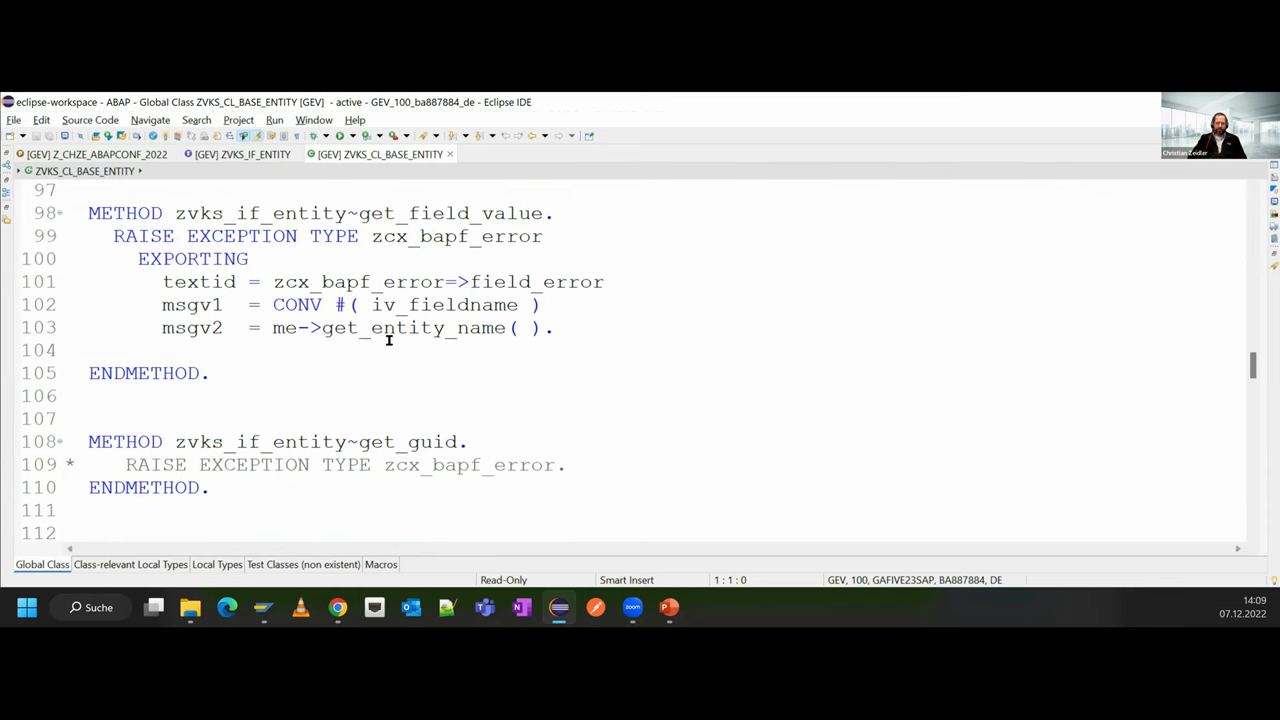 eclipse-workspace - ABAP - Global Class ZVKS_CL_BASE_ENTITY [GEV] - active - GEV_100_ba887884_de - Eclipse IDE
File Edit Source Code Navigate Search Project Run Window Help
Christian Zeidler
[GEV] Z_CHZE_ABAPCONF_2022 [GEV] ZVKS_IF_ENTITY [GEV] ZVKS_CL_BASE_ENTITY
ZVKS_CL_BASE_ENTITY
97
98 METHOD zvks_if_entity~get_field_value.
99 RAISE EXCEPTION TYPE zcx_bapf_error
100 EXPORTING
101 textid = zcx_bapf_error=>field_error
102 msgv1 = CONV #( iv_fieldname )
103 msgv2 = me->get_entity_name( ).
104
105 ENDMETHOD.
106
107
108 METHOD zvks_if_entity~get_guid.
109 * RAISE EXCEPTION TYPE zcx_bapf_error.
110 ENDMETHOD.
111
112
Global Class Class-relevant Local Types Local Types Test Classes (non existent) Macros
Read-Only Smart Insert 1 : 1 : 0 GEV, 100, GAFIVE23SAP, BA887884, DE
Suche
14:09
07.12.2022